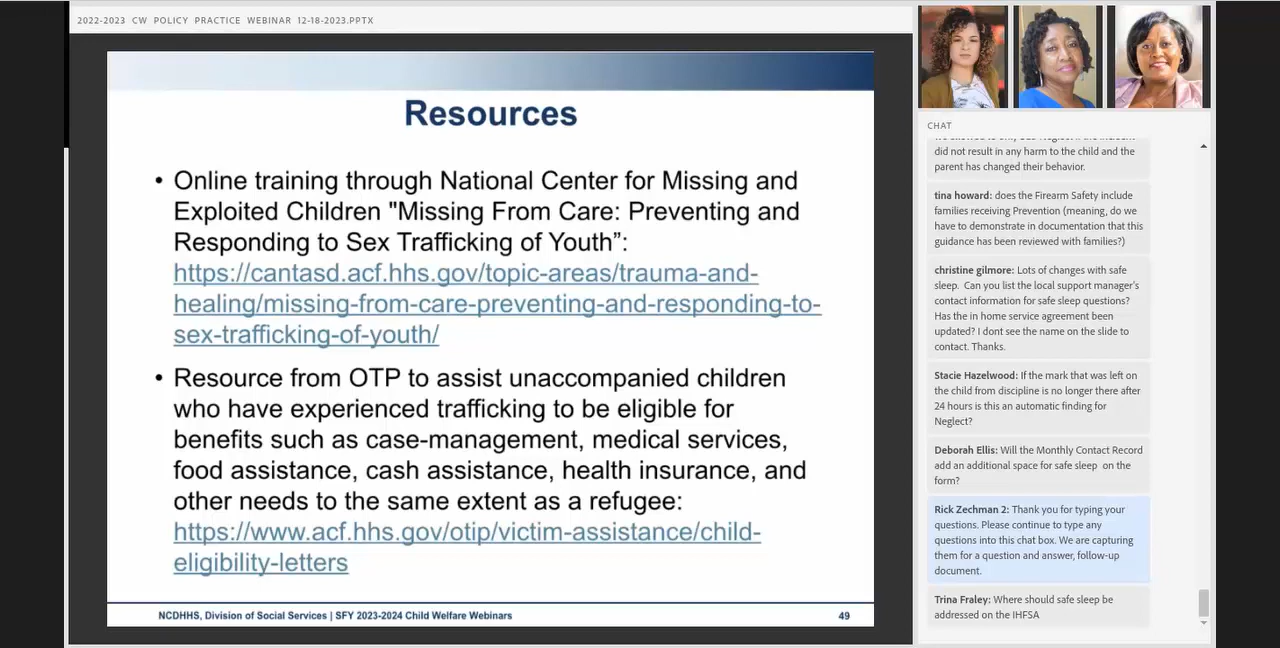 2022-2023 CW POLICY PRACTICE WEBINAR 12-18-2023.PPTX
Resources
• Online training through National Center for Missing and
Exploited Children "Missing From Care: Preventing and
Responding to Sex Trafficking of Youth”:
https://cantasd.acf.hhs.gov/topic-areas/trauma-and-
healing/missing-from-care-preventing-and-responding-to-
sex-trafficking-of-youth/
• Resource from OTP to assist unaccompanied children
who have experienced trafficking to be eligible for
benefits such as case-management, medical services,
food assistance, cash assistance, health insurance, and
other needs to the same extent as a refugee:
https://www.acf.hhs.gov/otip/victim-assistance/child-
eligibility-letters
NCDHHS, Division of Social Services | SFY 2023-2024 Child Welfare Webinars
49
CHAT
did not result in any harm to the child and the
parent has changed their behavior.
tina howard: does the Firearm Safety include
families receiving Prevention (meaning, do we
have to demonstrate in documentation that this
guidance has been reviewed with families?)
christine gilmore: Lots of changes with safe
sleep. Can you list the local support manager's
contact information for safe sleep questions?
Has the in home service agreement been
updated? I dont see the name on the slide to
contact. Thanks.
Stacie Hazelwood: If the mark that was left on
the child from discipline is no longer there after
24 hours is this an automatic finding for
Neglect?
Deborah Ellis: Will the Monthly Contact Record
add an additional space for safe sleep on the
form?
Rick Zechman 2: Thank you for typing your
questions. Please continue to type any
questions into this chat box. We are capturing
them for a question and answer, follow-up
document.
Trina Fraley: Where should safe sleep be
addressed on the IHFSA